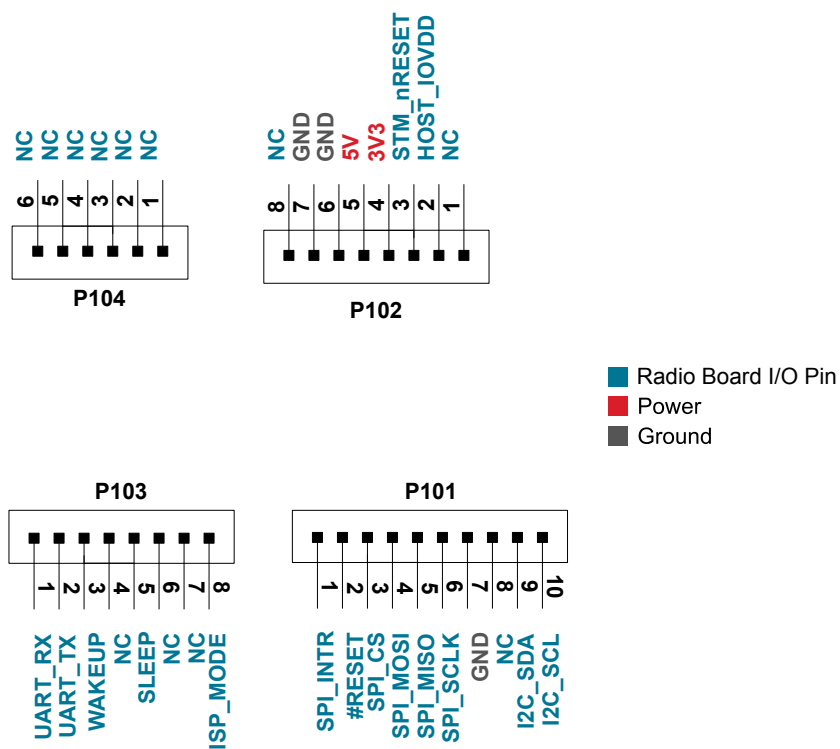 NC NC NC NC NC NC
6 5 4 3 2 1
P104
NC GND GND 5V 3V3 STM_nRESET HOST_IOVDD NC
8 7 6 5 4 3 2 1
P102
Radio Board I/O Pin
Power
Ground
P103
1 2 3 4 5 6 7 8
UART_RX UART_TX WAKEUP NC SLEEP NC NC ISP_MODE
P101
1 2 3 4 5 6 7 8 9 10
SPI_INTR #RESET SPI_CS SPI_MOSI SPI_MISO SPI_SCLK GND NC I2C_SDA I2C_SCL